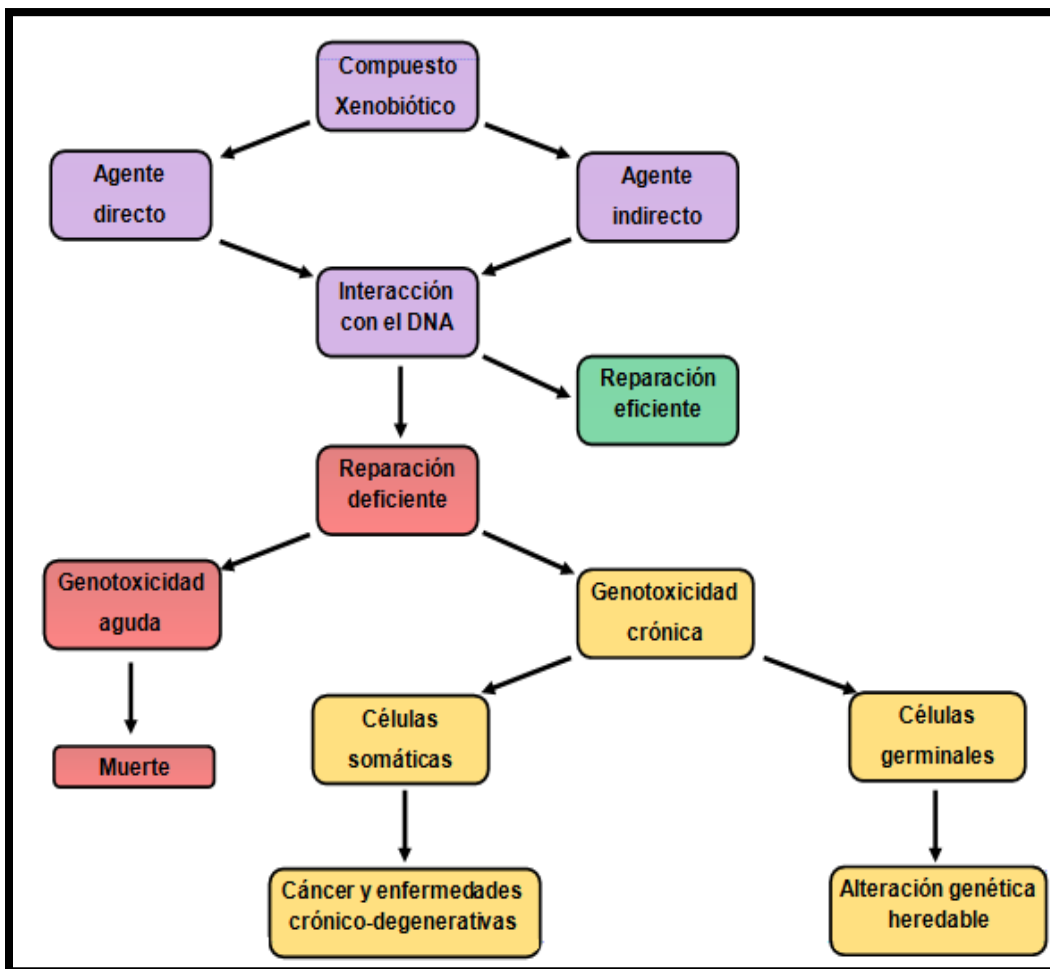 Compuesto
Xenobiótico
Agente
directo
Agente
indirecto
Interacción
con el DNA
Reparación
eficiente
Reparación
deficiente
Genotoxicidad
aguda
Genotoxicidad
crónica
Células
somáticas
Células
germinales
Muerte
Cáncer y enfermedades
crónico-degenerativas
Alteración genética
heredable